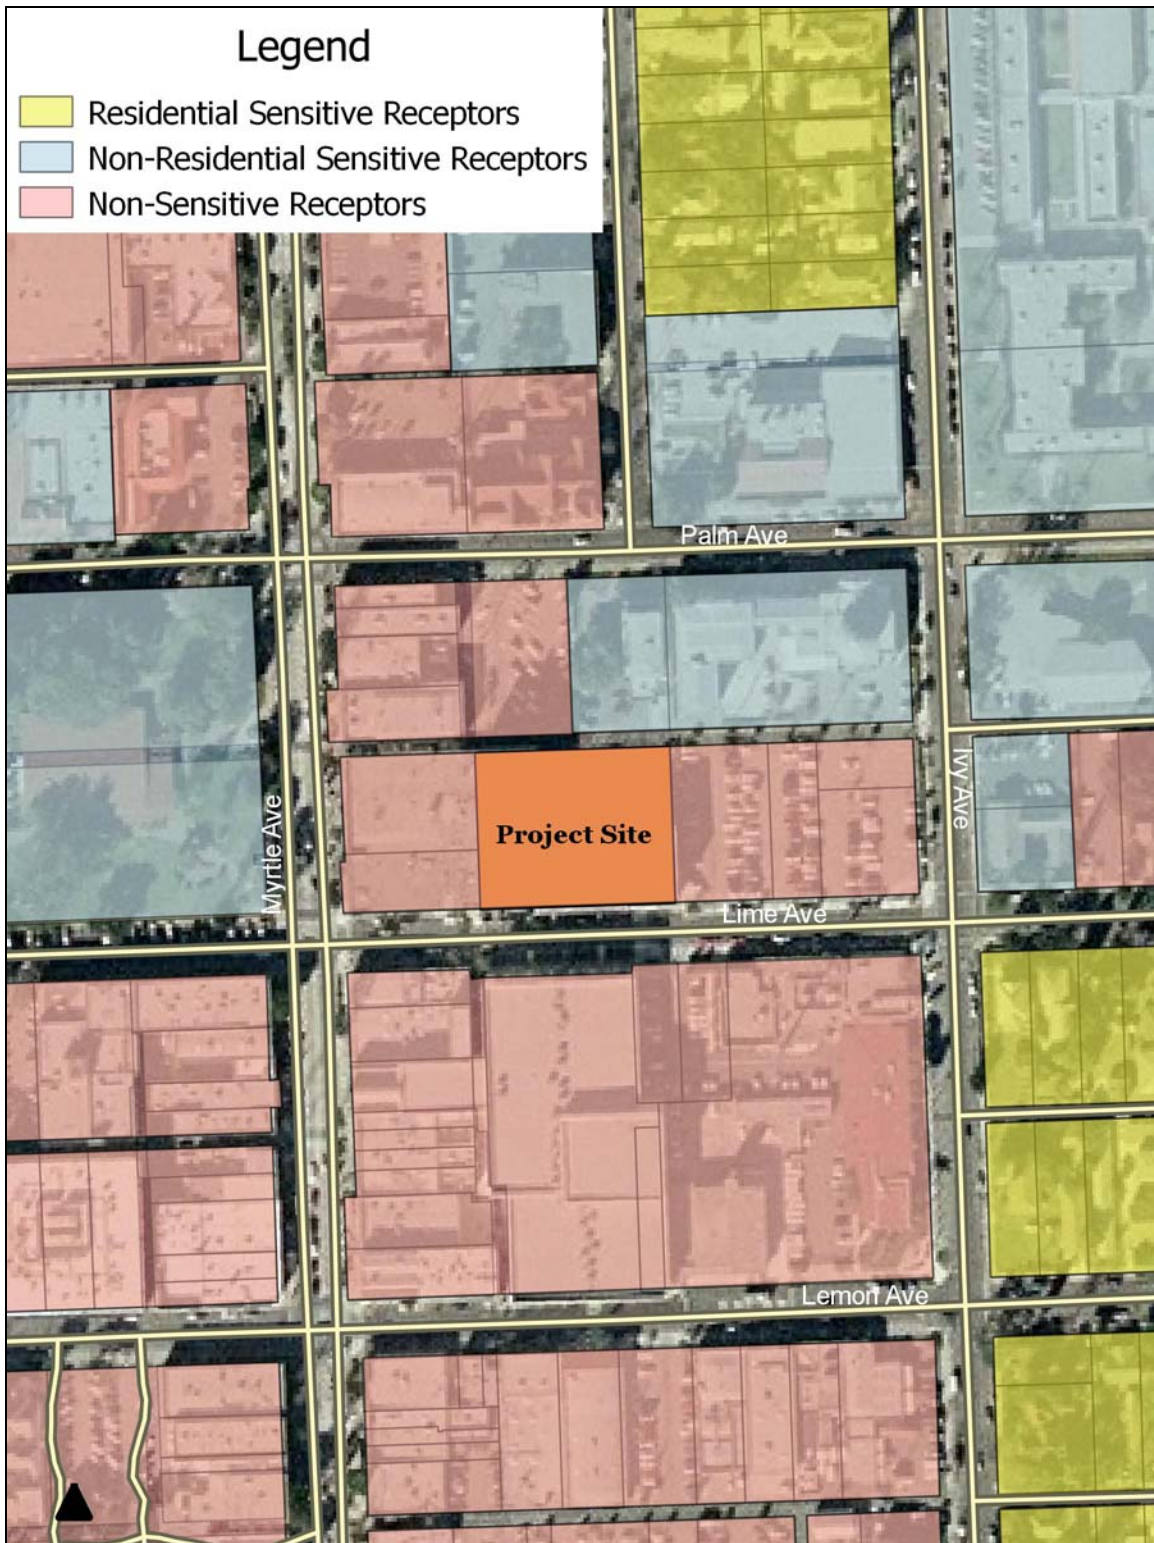 Legend
Residential Sensitive Receptors
Non-Residential Sensitive Receptors
Non-Sensitive Receptors
Palm Ave
Myrtle Ave
Ivy Ave
Project Site
Lime Ave
Lemon Ave